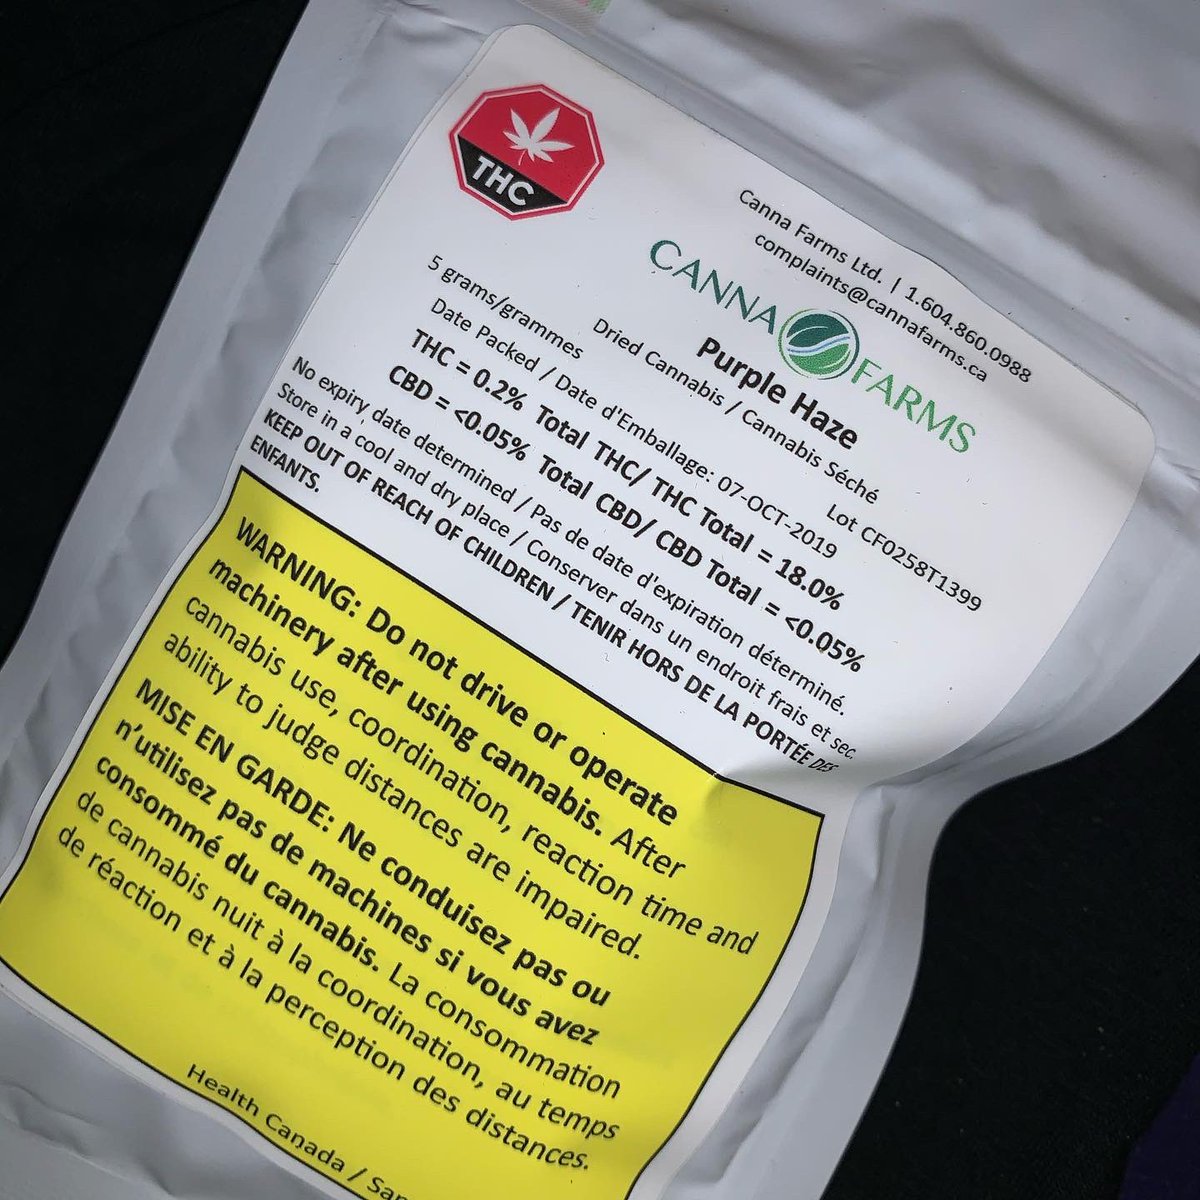 THC
Canna Farms Ltd. | 1.604.860.0988
complaints@cannafarms.ca
CANNA FARMS
Purple Haze
Dried Cannabis / Cannabis Séché
5 grams/grammes Lot CF0258T1399
Date Packed / Date d'Emballage: 07-OCT-2019
THC = 0.2% Total THC/ THC Total = 18.0%
CBD = <0.05% Total CBD/ CBD Total = <0.05%
No expiry date determined / Pas de date d'expiration déterminé.
Store in a cool and dry place / Conserver dans un endroit frais et sec.
KEEP OUT OF REACH OF CHILDREN / TENIR HORS DE LA PORTÉE DES
ENFANTS.
WARNING: Do not drive or operate
machinery after using cannabis. After
cannabis use, coordination, reaction time and
ability to judge distances are impaired.
MISE EN GARDE: Ne conduisez pas ou
n'utilisez pas de machines si vous avez
consommé du cannabis. La consommation
de cannabis nuit à la coordination, au temps
de réaction et à la perception des distances.
Health Canada /